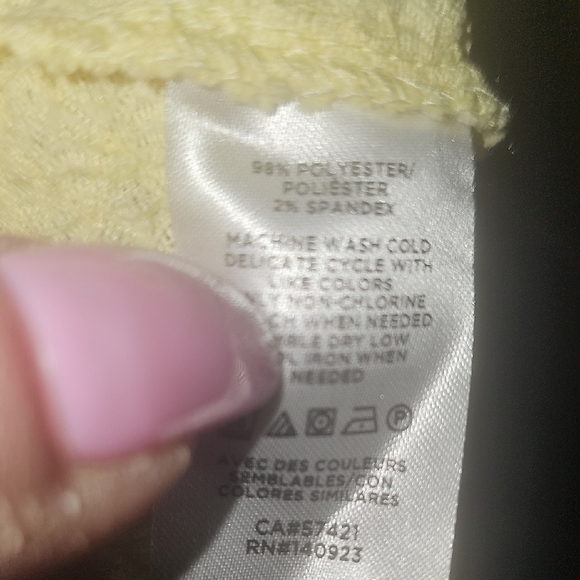 98% POLYESTER/
POLIÉSTER
2% SPANDEX
MACHINE WASH COLD
DELICATE CYCLE WITH
LIKE COLORS
NON-CHLORINE
WHEN NEEDED
DRY LOW
IRON WHEN
NEEDED
AVEC DES COULEURS
SEMBLABLES/CON
COLORES SIMILARES
CA#57421
RN#140923